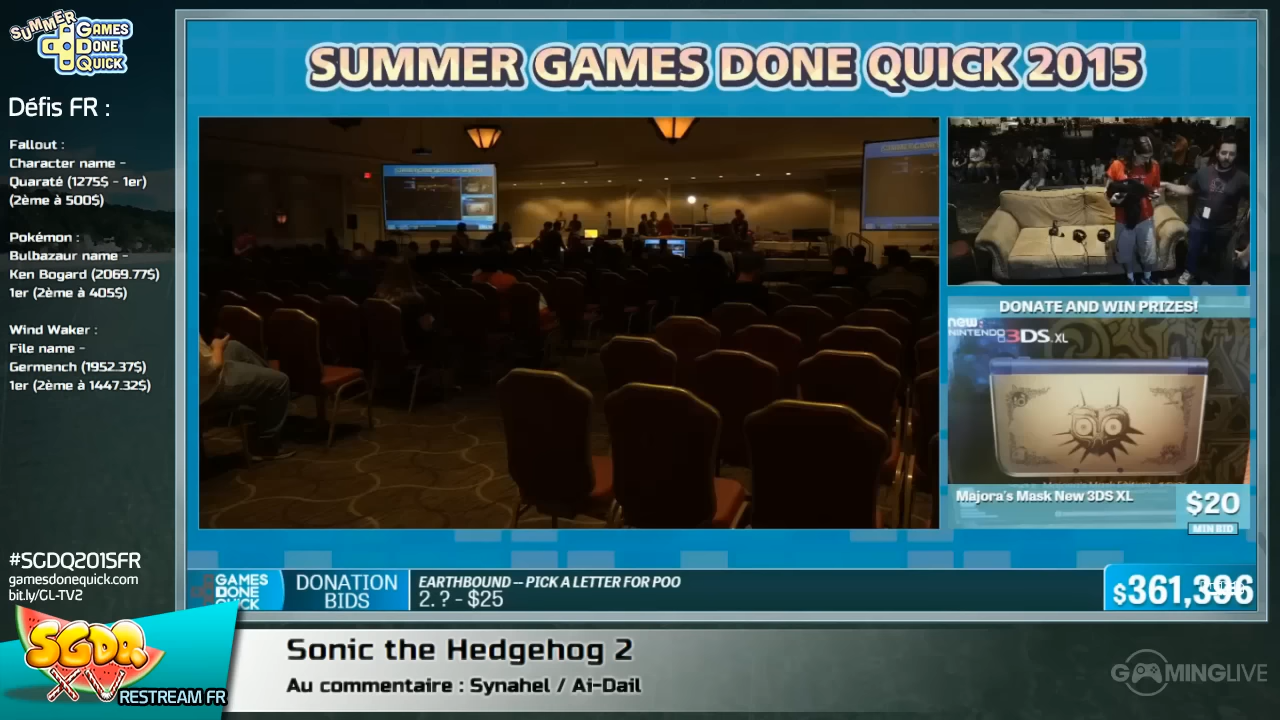 SUMMER
GAMES
DONE
QUICK
Défis FR :
Fallout :
Character name -
Quaraté (1275$ - 1er)
(2ème à 500$)
Pokémon :
Bulbazaur name -
Ken Bogard (2069.77$)
1er (2ème à 405$)
Wind Waker :
File name -
Germench (1952.37$)
1er (2ème à 1447.32$)
#SGDQ2015FR
gamesdonequick.com
bit.ly/GL-TV2
SGDQ
XV
RESTREAM FR
SUMMER GAMES DONE QUICK 2015
DONATE AND WIN PRIZES!
new
NINTENDO 3DS XL
Majora's Mask New 3DS XL
$20
MIN BID
GAMES
DONE
QUICK
DONATION
BIDS
EARTHBOUND -- PICK A LETTER FOR POO
2. ? - $25
Sonic the Hedgehog 2
Au commentaire : Synahel / Ai-Dail
GAMINGLIVE